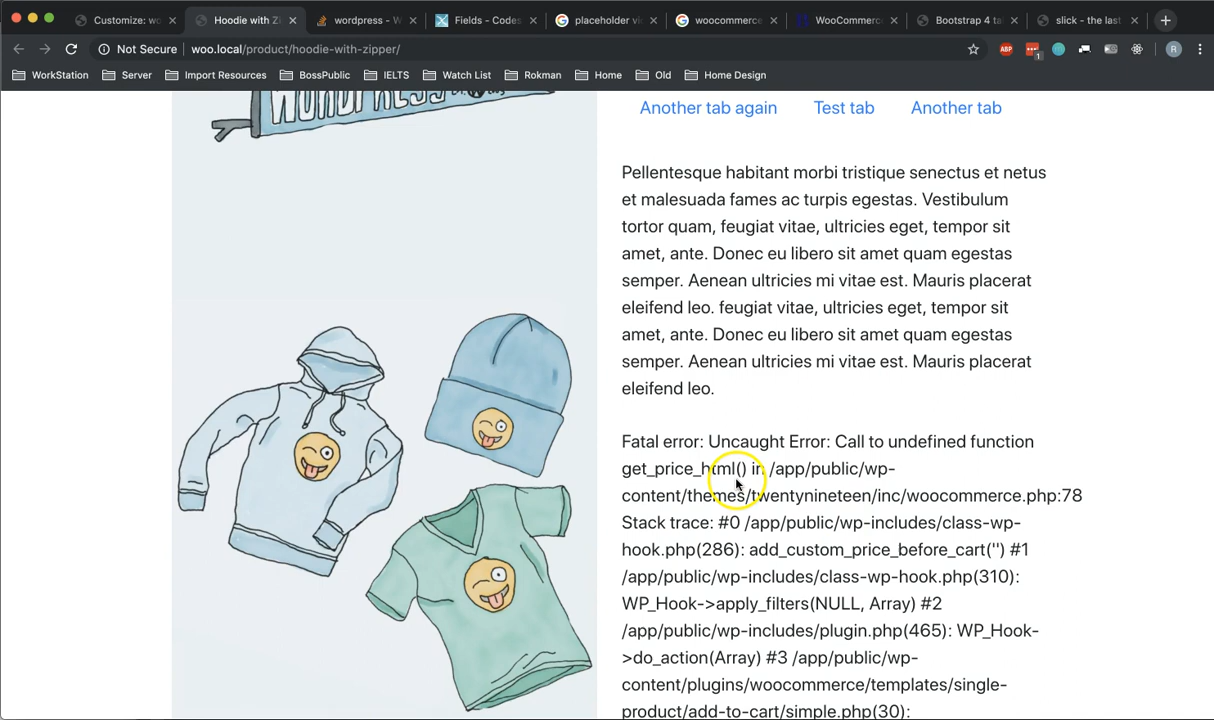 Customize: wo
Hoodie with Zi
wordpress - W
Fields - Codes
placeholder vi
woocommerce
WooCommerc
Bootstrap 4 ta
slick - the last
Not Secure | woo.local/product/hoodie-with-zipper/
ABP
1
R
WorkStation
Server
Import Resources
BossPublic
IELTS
Watch List
Rokman
Home
Old
Home Design
WORDPRESS
Another tab again
Test tab
Another tab
Pellentesque habitant morbi tristique senectus et netus
et malesuada fames ac turpis egestas. Vestibulum
tortor quam, feugiat vitae, ultricies eget, tempor sit
amet, ante. Donec eu libero sit amet quam egestas
semper. Aenean ultricies mi vitae est. Mauris placerat
eleifend leo. feugiat vitae, ultricies eget, tempor sit
amet, ante. Donec eu libero sit amet quam egestas
semper. Aenean ultricies mi vitae est. Mauris placerat
eleifend leo.
Fatal error: Uncaught Error: Call to undefined function
get_price_html() in /app/public/wp-
content/themes/twentynineteen/inc/woocommerce.php:78
Stack trace: #0 /app/public/wp-includes/class-wp-
hook.php(286): add_custom_price_before_cart('') #1
/app/public/wp-includes/class-wp-hook.php(310):
WP_Hook->apply_filters(NULL, Array) #2
/app/public/wp-includes/plugin.php(465): WP_Hook-
>do_action(Array) #3 /app/public/wp-
content/plugins/woocommerce/templates/single-
product/add-to-cart/simple.php(30):